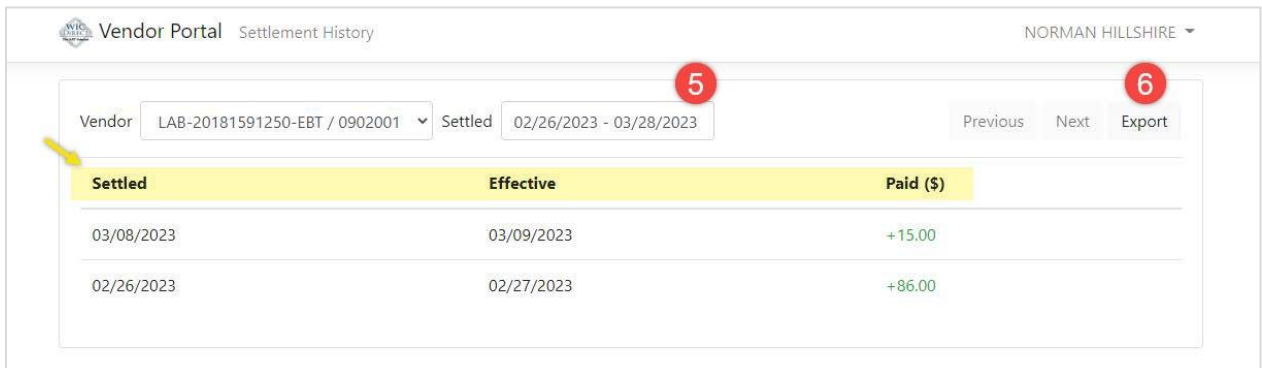 WIC DIRECT Vendor Portal Settlement History NORMAN HILLSHIRE
5 6
Vendor LAB-20181591250-EBT / 0902001 Settled 02/26/2023 - 03/28/2023 Previous Next Export
Settled Effective Paid ($)
03/08/2023 03/09/2023 +15.00
02/26/2023 02/27/2023 +86.00